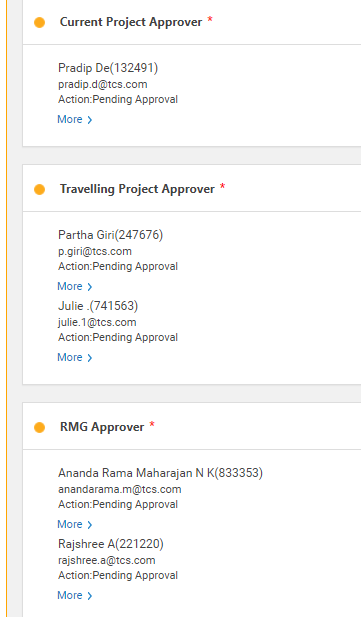 Current Project Approver *
Pradip De(132491)
pradip.d@tcs.com
Action:Pending Approval
More >
Travelling Project Approver *
Partha Giri(247676)
p.giri@tcs.com
Action:Pending Approval
More >
Julie .(741563)
julie.1@tcs.com
Action:Pending Approval
More >
RMG Approver *
Ananda Rama Maharajan N K(833353)
anandarama.m@tcs.com
Action:Pending Approval
More >
Rajshree A(221220)
rajshree.a@tcs.com
Action:Pending Approval
More >